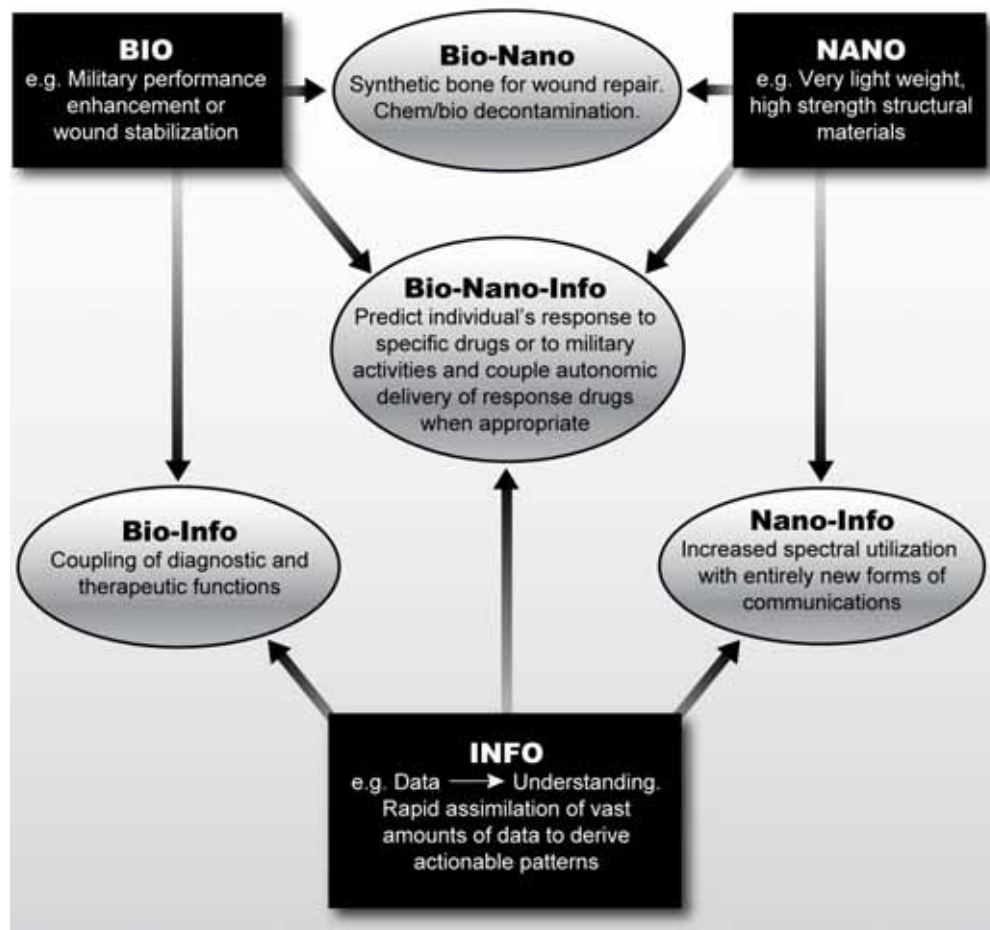 BIO
e.g. Military performance
enhancement or
wound stabilization
Bio-Nano
Synthetic bone for wound repair.
Chem/bio decontamination.
NANO
e.g. Very light weight,
high strength structural
materials
Bio-Nano-Info
Predict individual's response to
specific drugs or to military
activities and couple autonomic
delivery of response drugs
when appropriate
Bio-Info
Coupling of diagnostic and
therapeutic functions
Nano-Info
Increased spectral utilization
with entirely new forms of
communications
INFO
e.g. Data → Understanding.
Rapid assimilation of vast
amounts of data to derive
actionable patterns